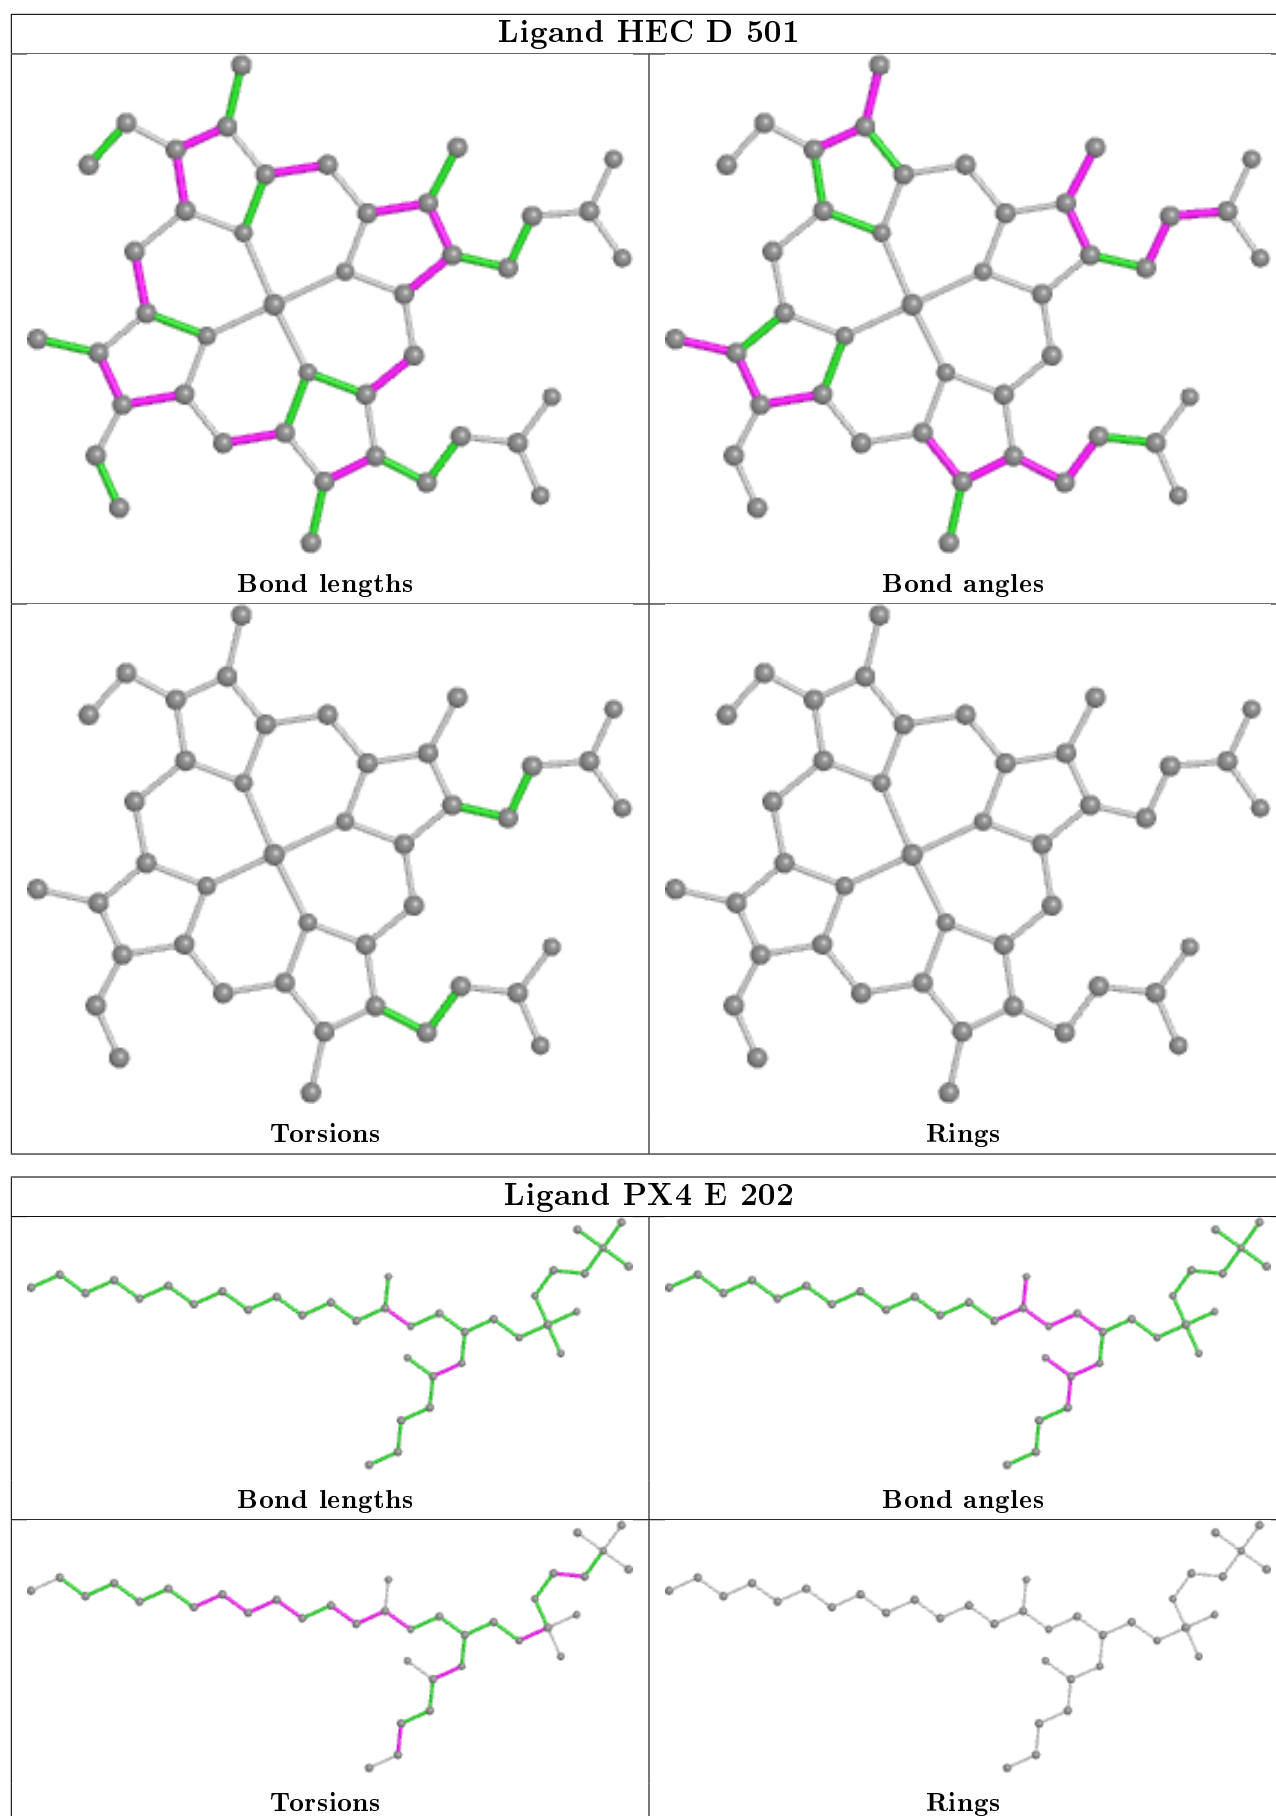 Ligand HEC D 501
Bond lengths
Bond angles
Torsions
Rings
Ligand PX4 E 202
Bond lengths
Bond angles
Torsions
Rings